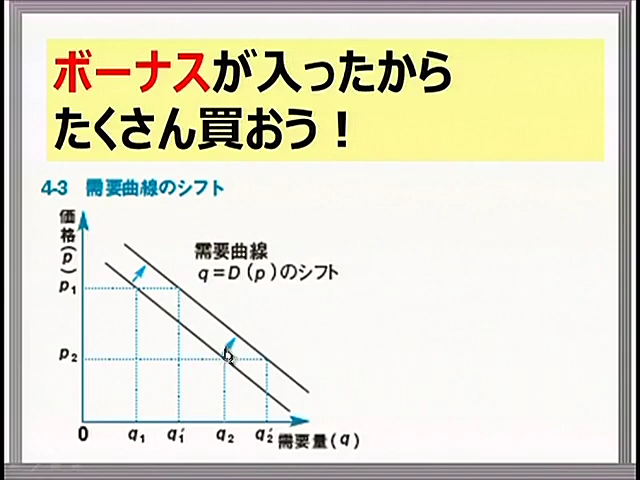 ボーナスが入ったから
たくさん買おう！
4-3 需要曲線のシフト
価格(p)
需要曲線
q＝D(p)のシフト
p₁
p₂
0 q₁ q₁′ q₂ q₂′ 需要量(q)